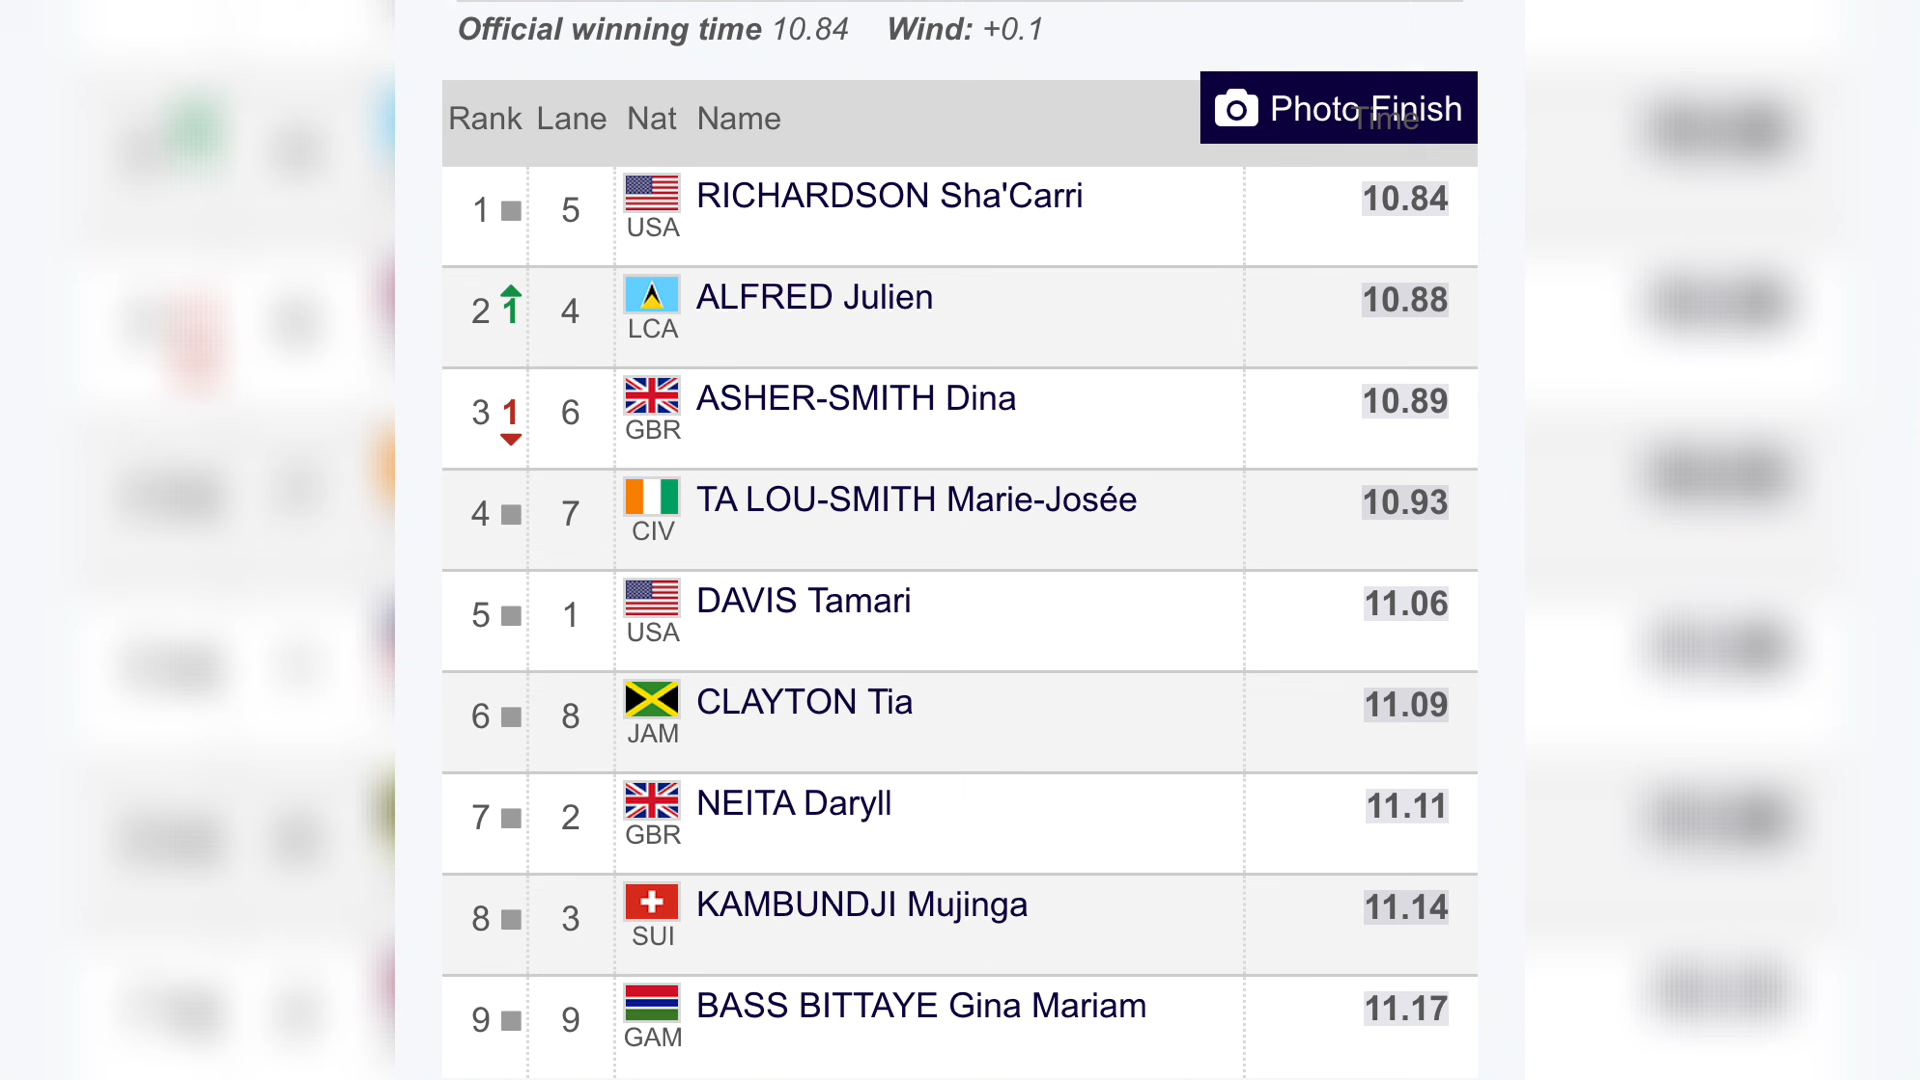 Official winning time 10.84 Wind: +0.1
Photo Finish
Rank Lane Nat Name Time
1 5 USA RICHARDSON Sha'Carri 10.84
2 1 4 LCA ALFRED Julien 10.88
3 1 6 GBR ASHER-SMITH Dina 10.89
4 7 CIV TA LOU-SMITH Marie-Josée 10.93
5 1 USA DAVIS Tamari 11.06
6 8 JAM CLAYTON Tia 11.09
7 2 GBR NEITA Daryll 11.11
8 3 SUI KAMBUNDJI Mujinga 11.14
9 9 GAM BASS BITTAYE Gina Mariam 11.17